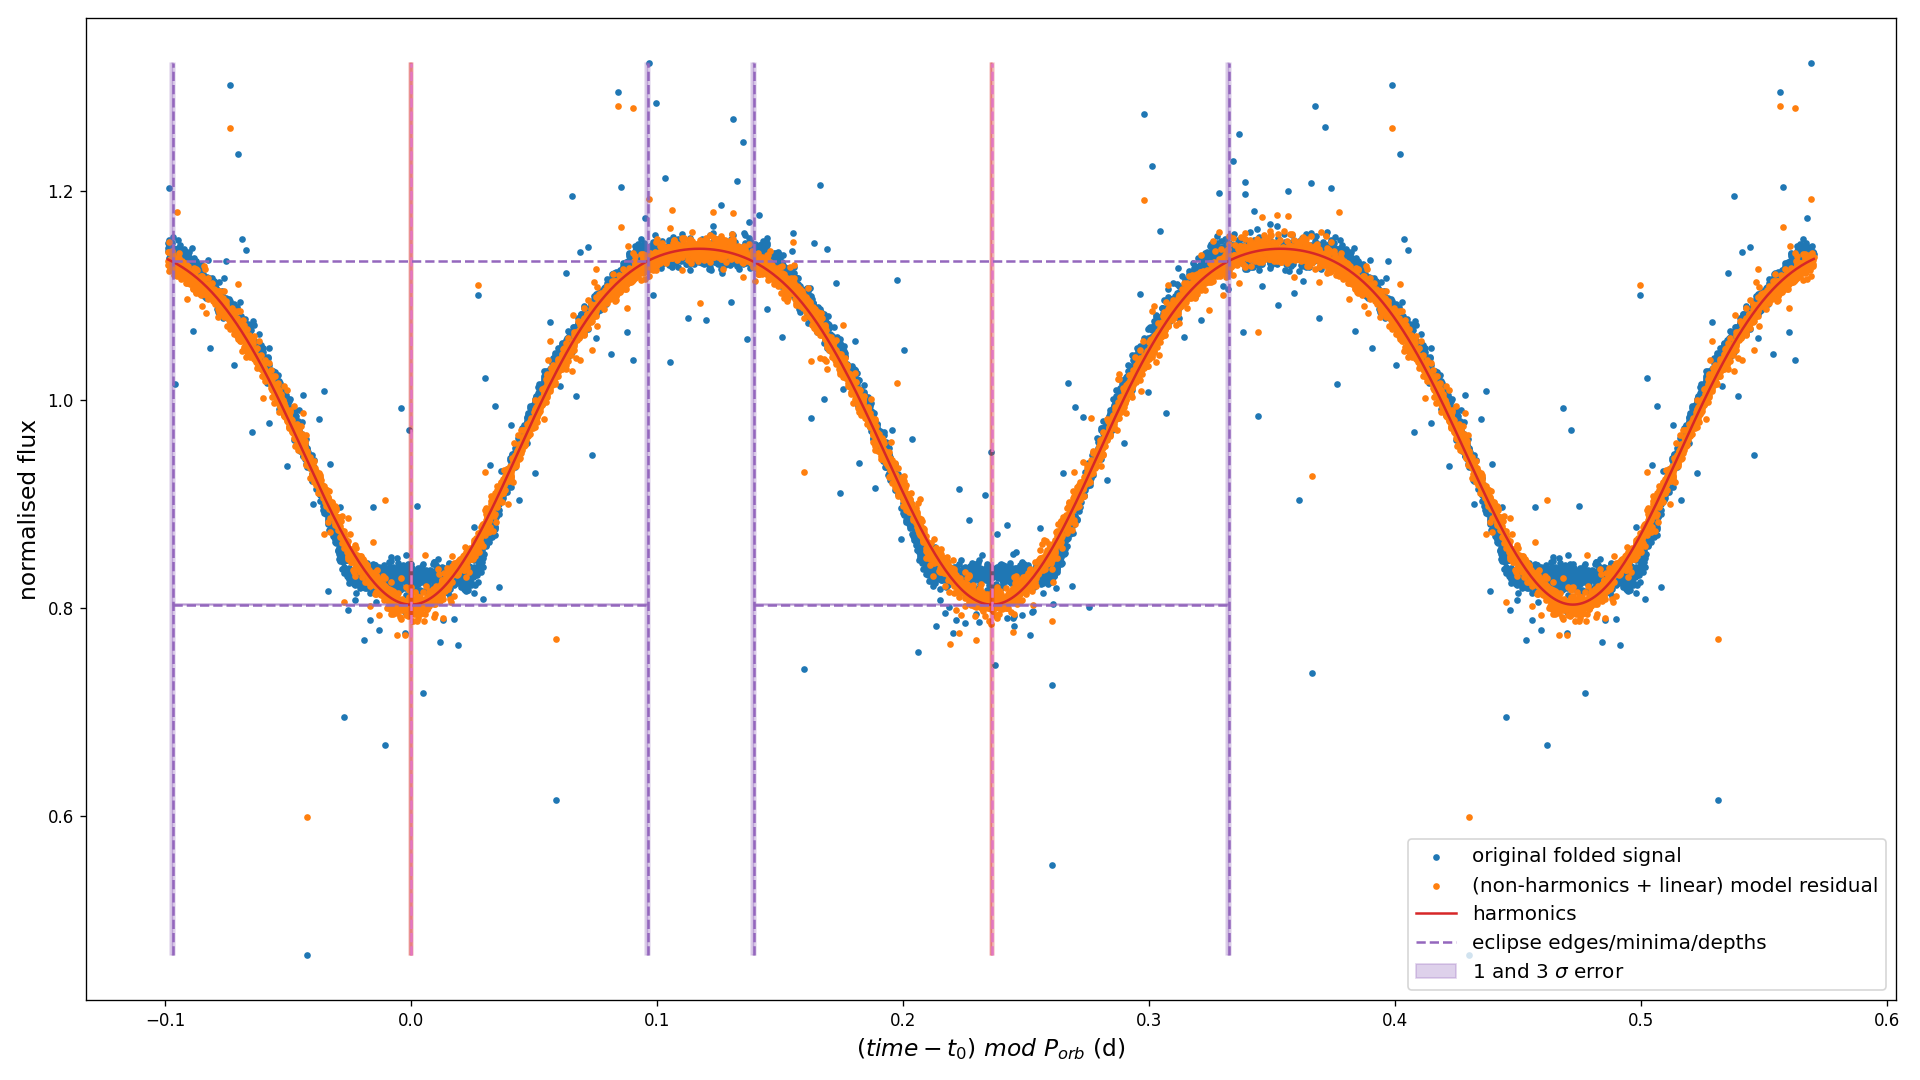 normalised flux
1.2
1.0
0.8
0.6
−0.1
0.0
0.1
0.2
0.3
0.4
0.5
0.6
(time − t₀) mod Pₒᵣb (d)
original folded signal
(non-harmonics + linear) model residual
harmonics
eclipse edges/minima/depths
1 and 3 σ error